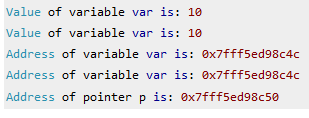 Value of variable var is: 10
Value of variable var is: 10
Address of variable var is: 0x7fff5ed98c4c
Address of variable var is: 0x7fff5ed98c4c
Address of pointer p is: 0x7fff5ed98c50